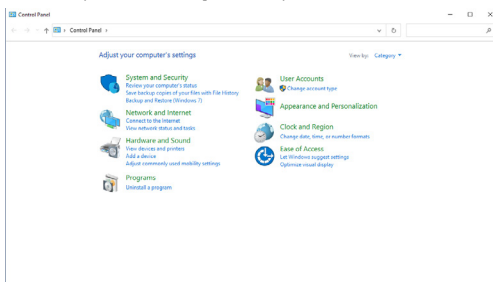 Control Panel
Control Panel
Adjust your computer's settings
View by: Category
System and Security
Review your computer's status
Save backup copies of your files with File History
Backup and Restore (Windows 7)
Network and Internet
Connect to the Internet
View network status and tasks
Hardware and Sound
View devices and printers
Add a device
Adjust commonly used mobility settings
Programs
Uninstall a program
User Accounts
Change account type
Appearance and Personalization
Clock and Region
Change date, time, or number formats
Ease of Access
Let Windows suggest settings
Optimize visual display